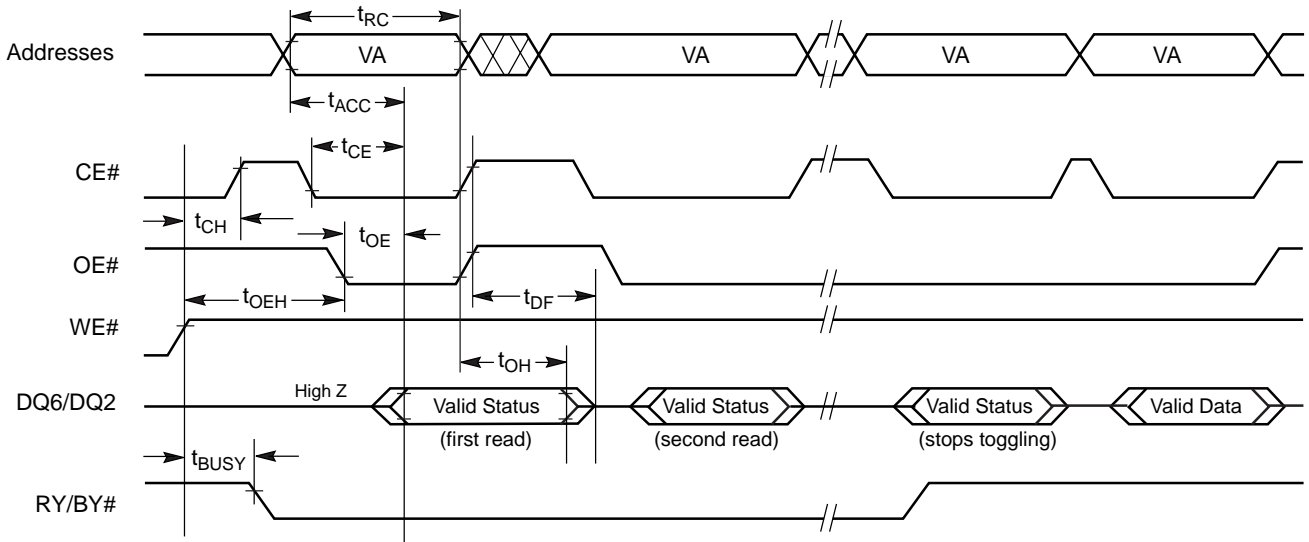 tRC
Addresses VA VA VA VA
tACC
tCE
CE#
tCH tOE
OE#
tOEH tDF
WE#
tOH
High Z
DQ6/DQ2 Valid Status Valid Status Valid Status Valid Data
(first read) (second read) (stops toggling)
tBUSY
RY/BY#